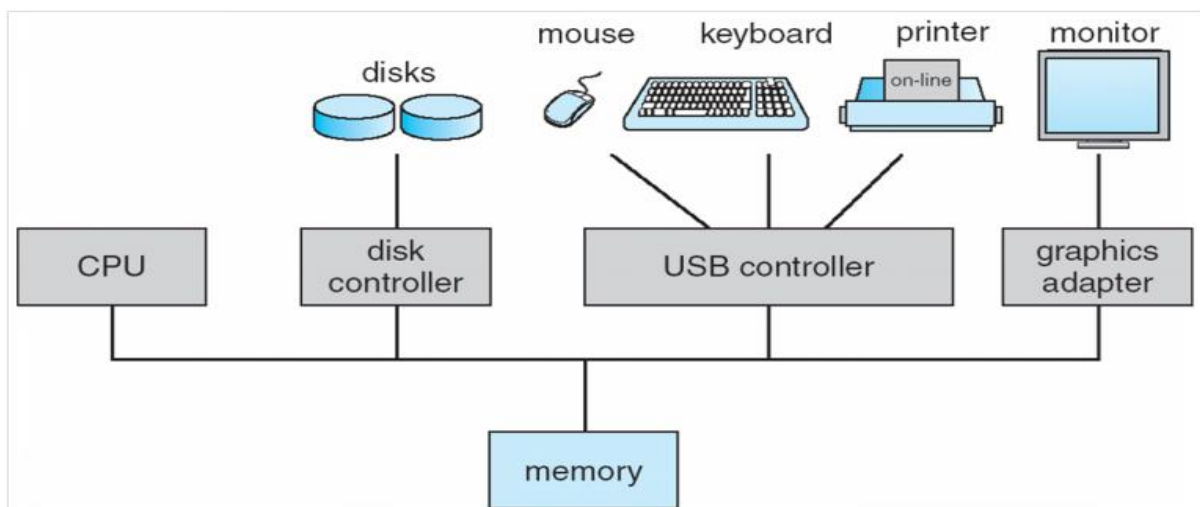 mouse
keyboard
printer
monitor
disks
on-line
CPU
disk
controller
USB controller
graphics
adapter
memory